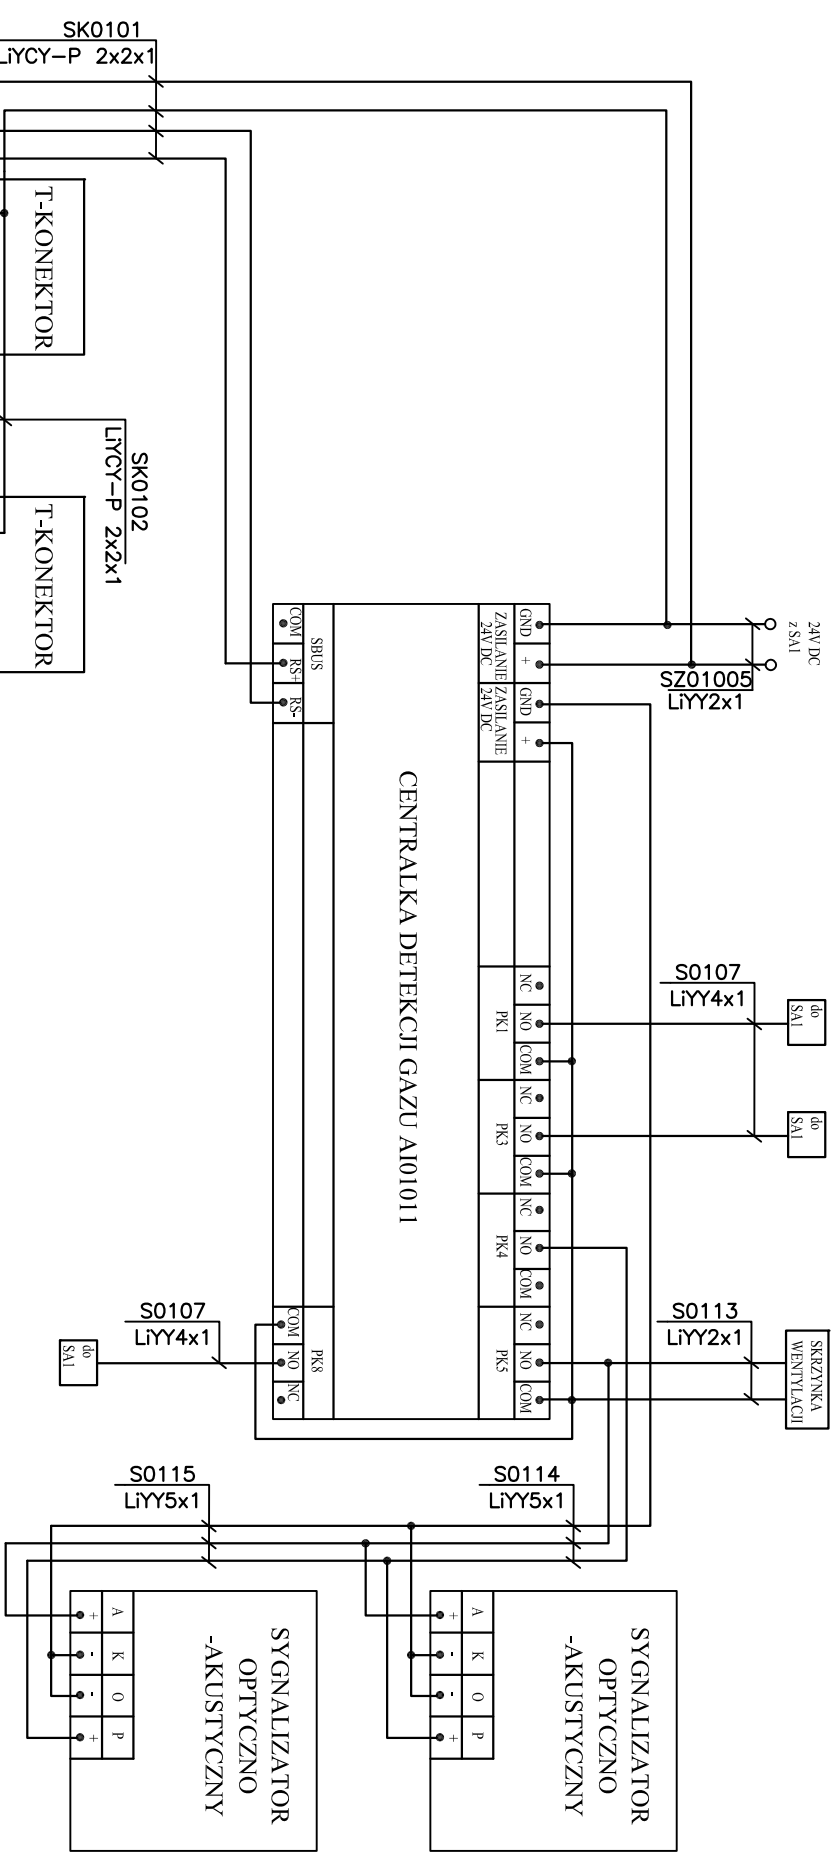 SK0101
LiYCY-P 2x2x1
T-KONEKTOR
SK0102
LiYCY-P 2x2x1
T-KONEKTOR
24V DC
z SA1
SZ01005
LiYY2x1
GND
+
GND
+
ZASILANIE
24V DC
ZASILANIE
24V DC
COM
RS+
RS-
SBUS
CENTRALKA DETEKCJI GAZU AI01011
NC
NO
COM
PK1
NC
NO
COM
PK3
NC
NO
COM
PK4
NC
NO
COM
PK5
COM
NO
NC
PK8
S0107
LiYY4x1
do
SA1
do
SA1
S0107
LiYY4x1
do
SA1
S0113
LiYY2x1
SKRZYNKA
WENTYLACJI
S0115
LiYY5x1
S0114
LiYY5x1
A
K
O
P
+
-
-
+
SYGNALIZATOR
OPTYCZNO
-AKUSTYCZNY
A
K
O
P
+
-
-
+
SYGNALIZATOR
OPTYCZNO
-AKUSTYCZNY